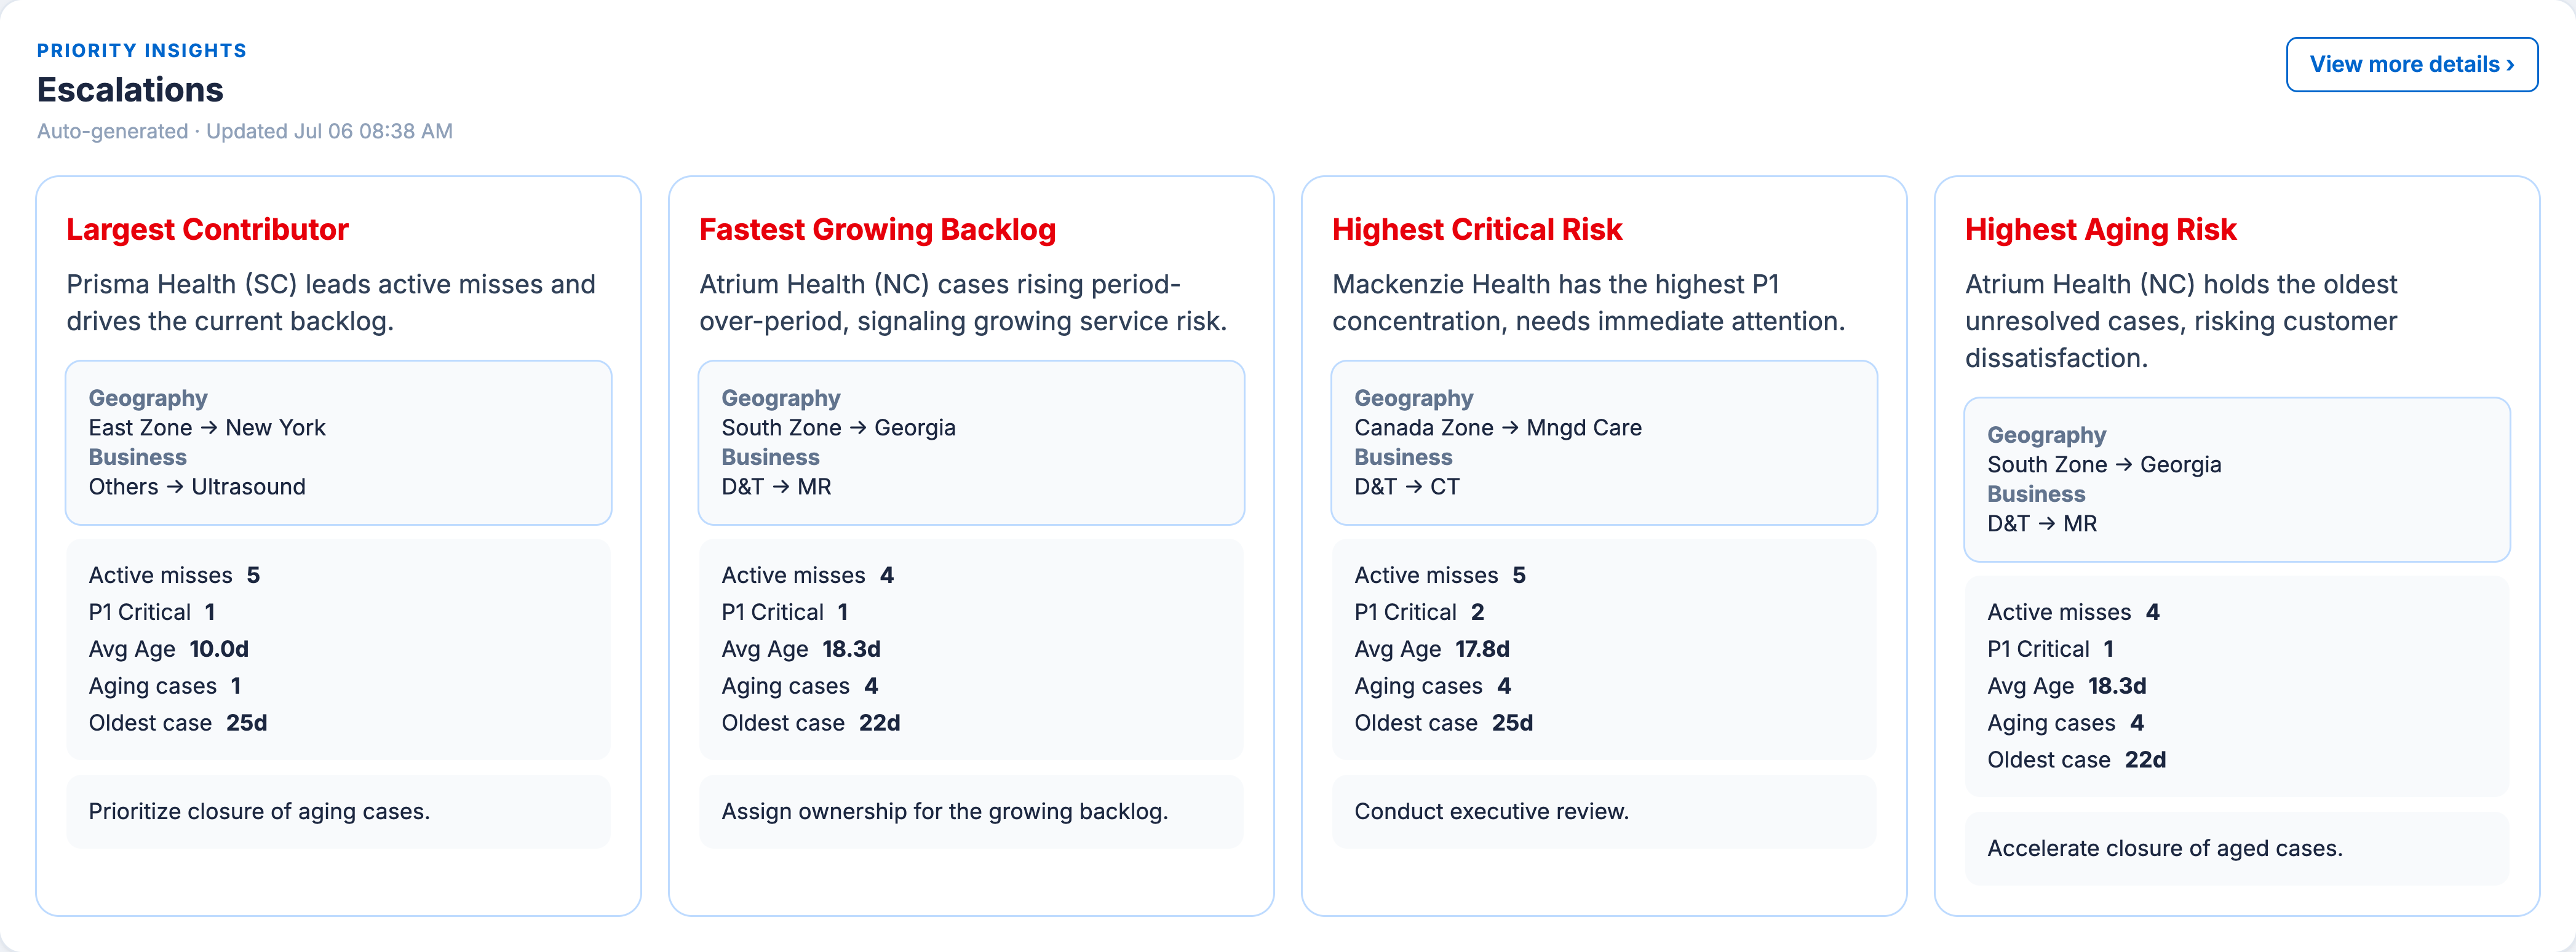 PRIORITY INSIGHTS
Escalations
Auto-generated · Updated Jul 06 08:38 AM
View more details ›
Largest Contributor
Prisma Health (SC) leads active misses and
drives the current backlog.
Geography
East Zone → New York
Business
Others → Ultrasound
Active misses 5
P1 Critical 1
Avg Age 10.0d
Aging cases 1
Oldest case 25d
Prioritize closure of aging cases.
Fastest Growing Backlog
Atrium Health (NC) cases rising period-
over-period, signaling growing service risk.
Geography
South Zone → Georgia
Business
D&T → MR
Active misses 4
P1 Critical 1
Avg Age 18.3d
Aging cases 4
Oldest case 22d
Assign ownership for the growing backlog.
Highest Critical Risk
Mackenzie Health has the highest P1
concentration, needs immediate attention.
Geography
Canada Zone → Mngd Care
Business
D&T → CT
Active misses 5
P1 Critical 2
Avg Age 17.8d
Aging cases 4
Oldest case 25d
Conduct executive review.
Highest Aging Risk
Atrium Health (NC) holds the oldest
unresolved cases, risking customer
dissatisfaction.
Geography
South Zone → Georgia
Business
D&T → MR
Active misses 4
P1 Critical 1
Avg Age 18.3d
Aging cases 4
Oldest case 22d
Accelerate closure of aged cases.